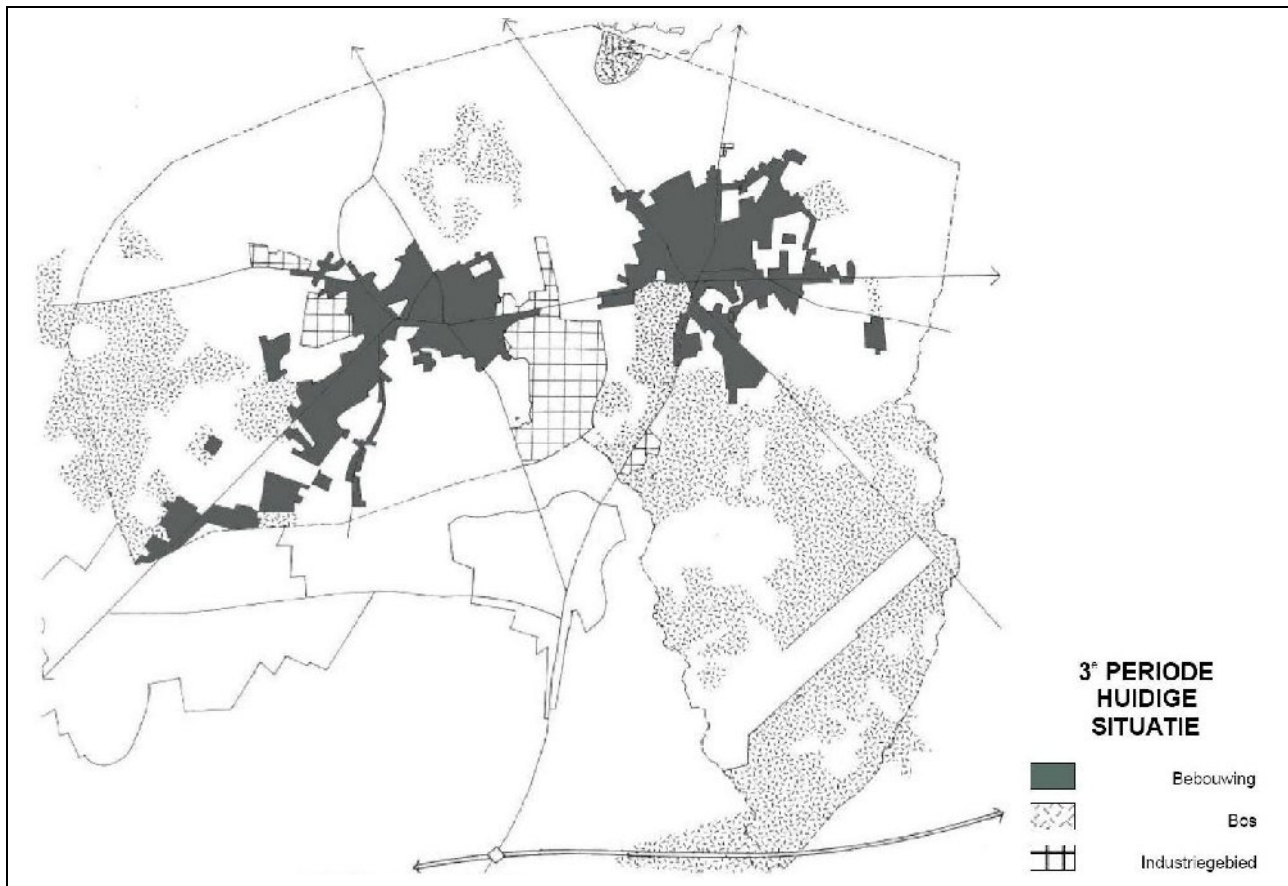 3e PERIODE
HUIDIGE
SITUATIE
Bebouwing
Bos
Industriegebied